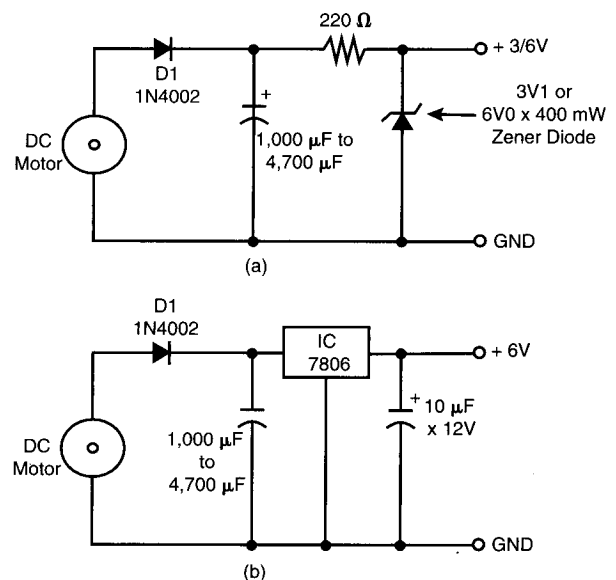 220 Ω
+ 3/6V
D1
1N4002
+
1,000 µF to
4,700 µF
3V1 or
6V0 x 400 mW
Zener Diode
DC
Motor
GND
(a)
D1
1N4002
IC
7806
+ 6V
+ 10 µF
x 12V
1,000 µF
to
4,700 µF
DC
Motor
GND
(b)